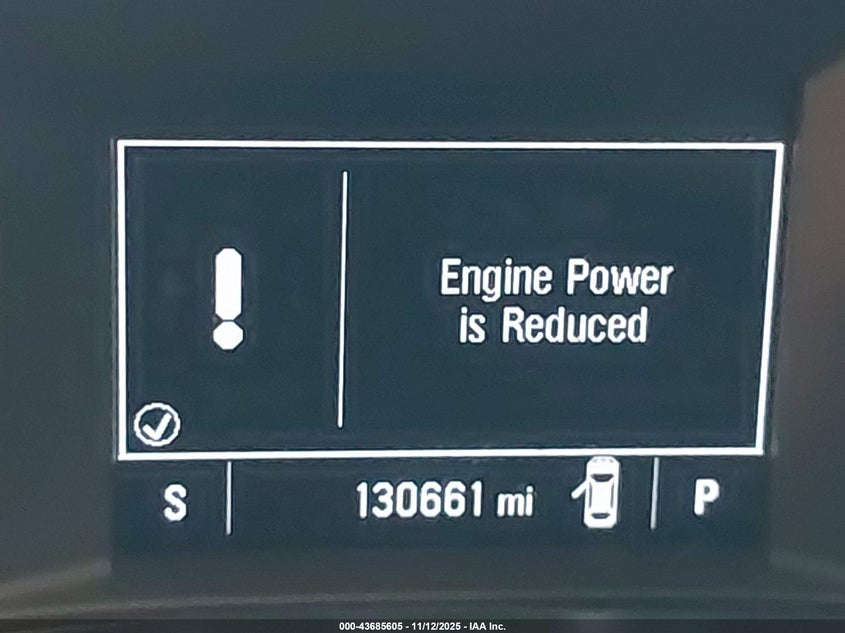 Engine Power
is Reduced
S 130661 mi P
000-43685605 - 11/12/2025 - IAA Inc.